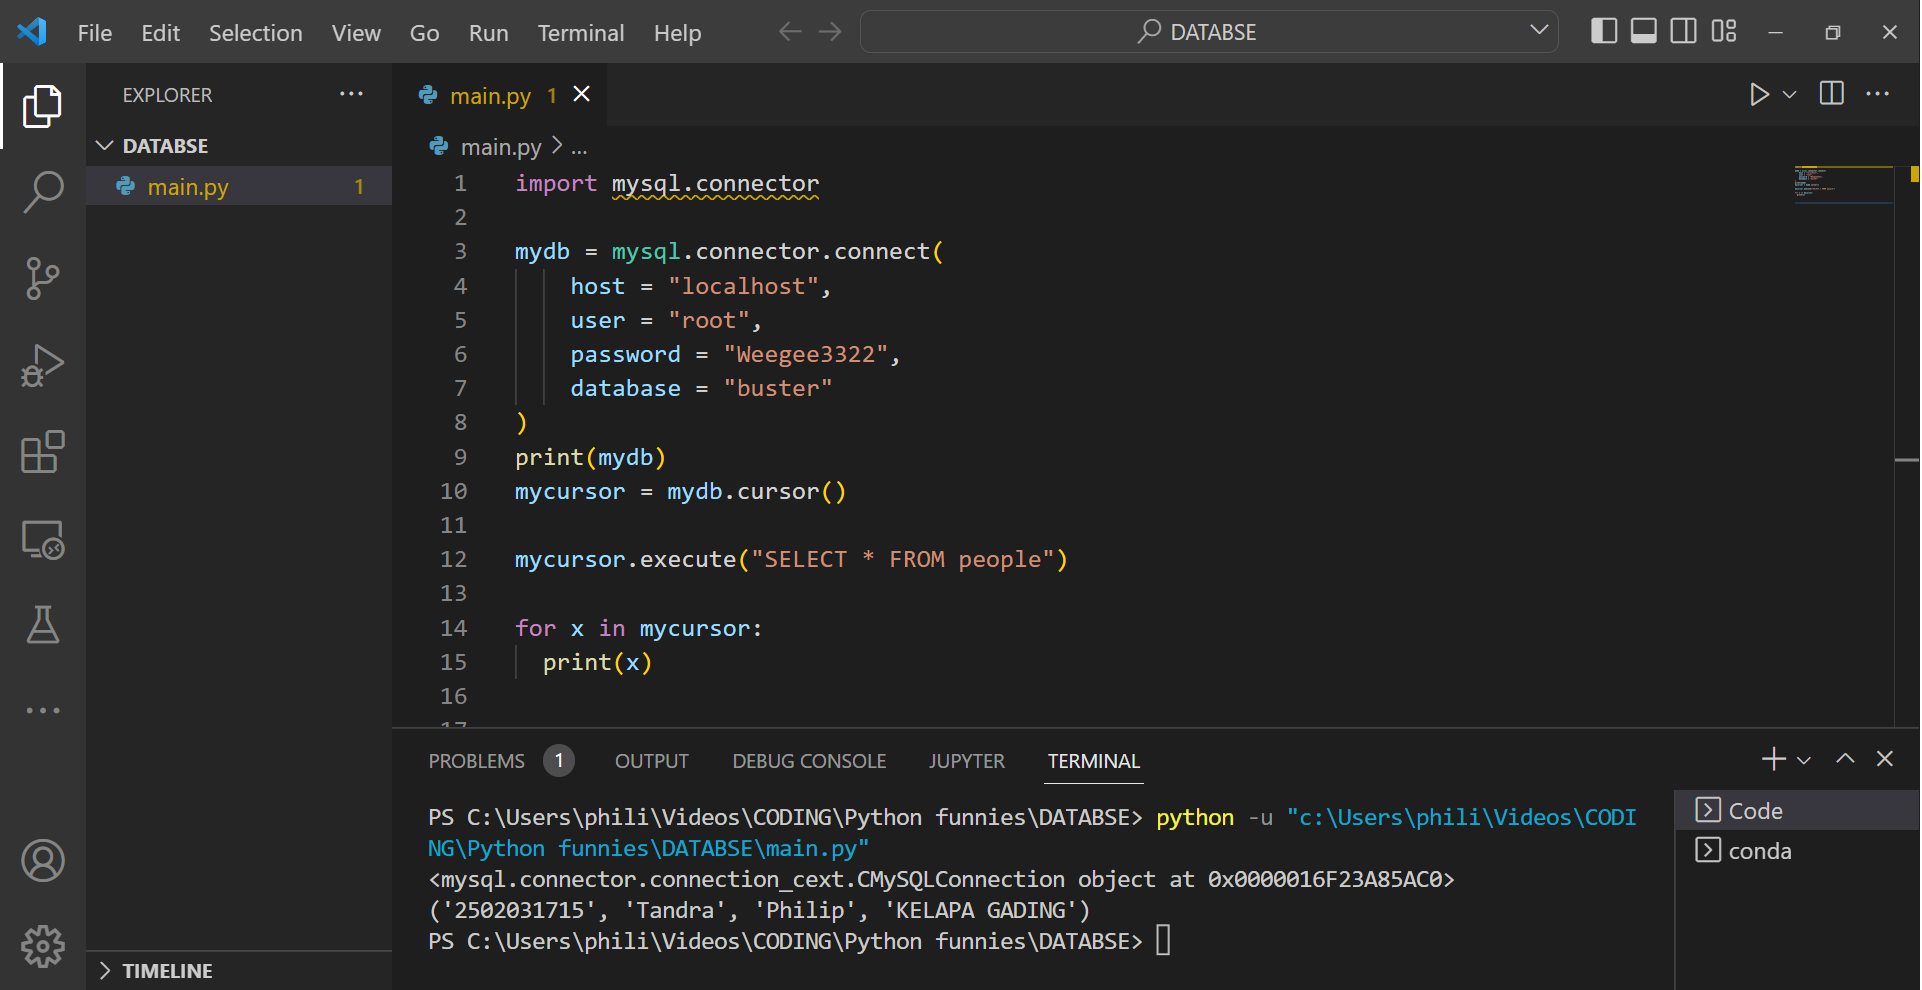 File Edit Selection View Go Run Terminal Help
DATABSE
EXPLORER
DATABSE
main.py 1
TIMELINE
main.py 1
main.py > ...
1 import mysql.connector
2
3 mydb = mysql.connector.connect(
4     host = "localhost",
5     user = "root",
6     password = "Weegee3322",
7     database = "buster"
8 )
9 print(mydb)
10 mycursor = mydb.cursor()
11
12 mycursor.execute("SELECT * FROM people")
13
14 for x in mycursor:
15   print(x)
16
17
PROBLEMS 1 OUTPUT DEBUG CONSOLE JUPYTER TERMINAL
PS C:\Users\phili\Videos\CODING\Python funnies\DATABSE> python -u "c:\Users\phili\Videos\CODI
NG\Python funnies\DATABSE\main.py"
<mysql.connector.connection_cext.CMySQLConnection object at 0x0000016F23A85AC0>
('2502031715', 'Tandra', 'Philip', 'KELAPA GADING')
PS C:\Users\phili\Videos\CODING\Python funnies\DATABSE>
Code
conda